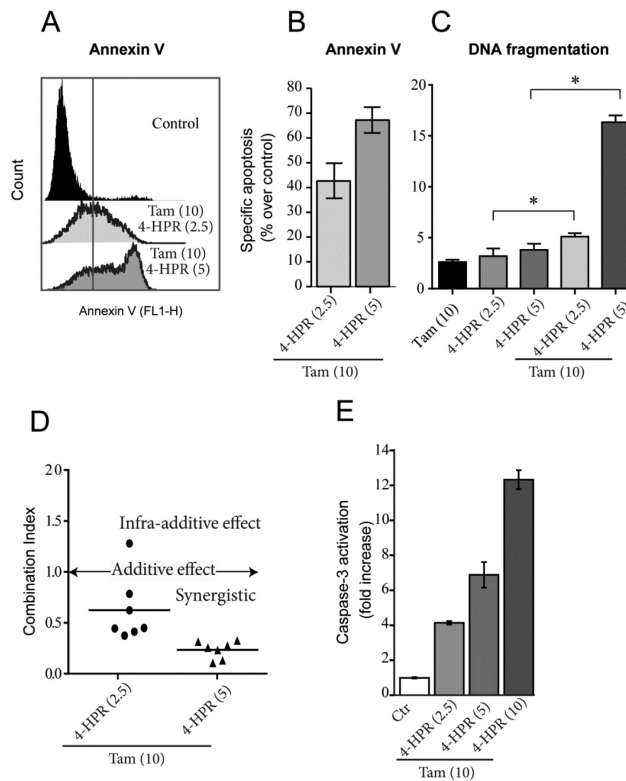 A
Annexin V
Count
Control
Tam (10)
4-HPR (2.5)
Tam (10)
4-HPR (5)
Annexin V (FL1-H)
B
Annexin V
Specific apoptosis
(% over control)
80
70
60
50
40
30
20
10
0
4-HPR (2.5)
4-HPR (5)
Tam (10)
C
DNA fragmentation
20
15
10
5
0
*
*
Tam (10)
4-HPR (2.5)
4-HPR (5)
4-HPR (2.5)
4-HPR (5)
Tam (10)
D
Combination Index
2.0
1.5
1.0
0.5
0.0
Infra-additive effect
Additive effect
Synergistic
4-HPR (2.5)
4-HPR (5)
Tam (10)
E
Caspase-3 activation
(fold increase)
14
12
10
8
6
4
2
0
Ctr
4-HPR (2.5)
4-HPR (5)
4-HPR (10)
Tam (10)